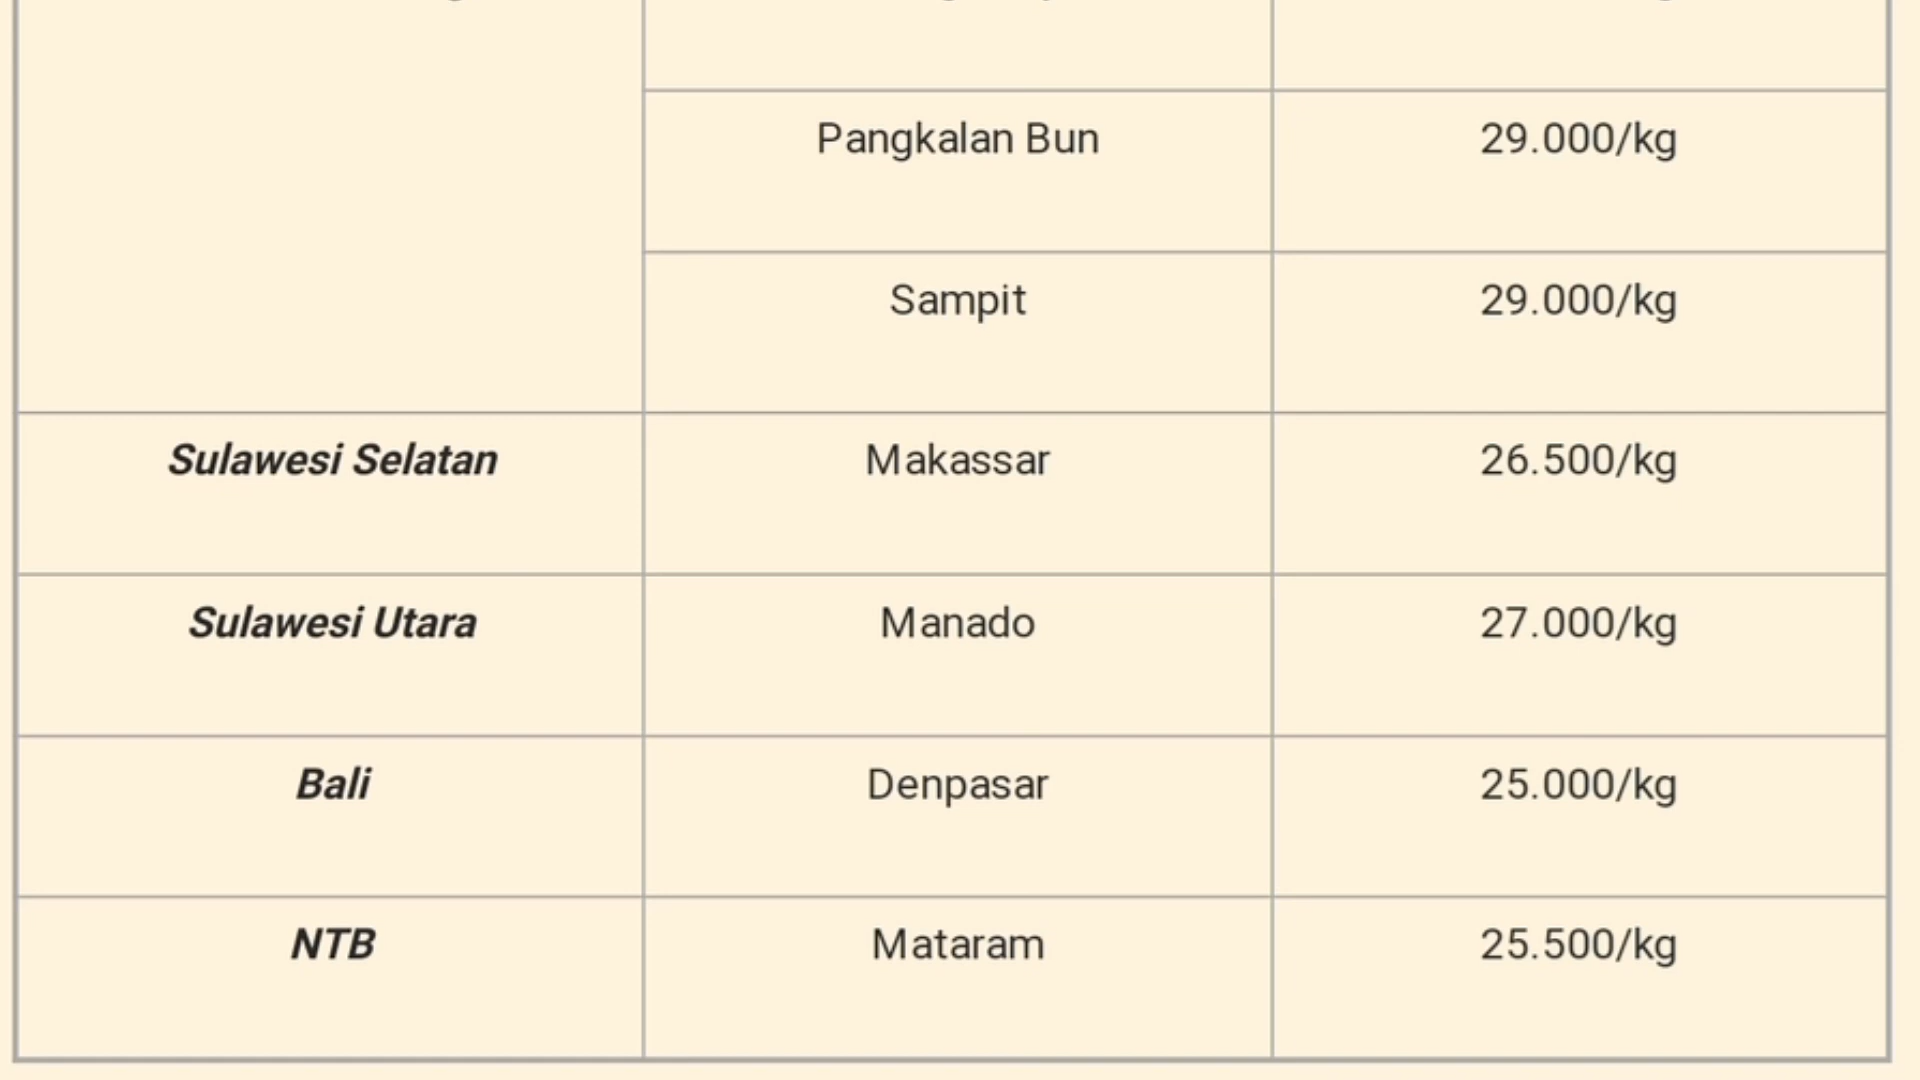 Pangkalan Bun 29.000/kg
Sampit 29.000/kg
Sulawesi Selatan Makassar 26.500/kg
Sulawesi Utara Manado 27.000/kg
Bali Denpasar 25.000/kg
NTB Mataram 25.500/kg